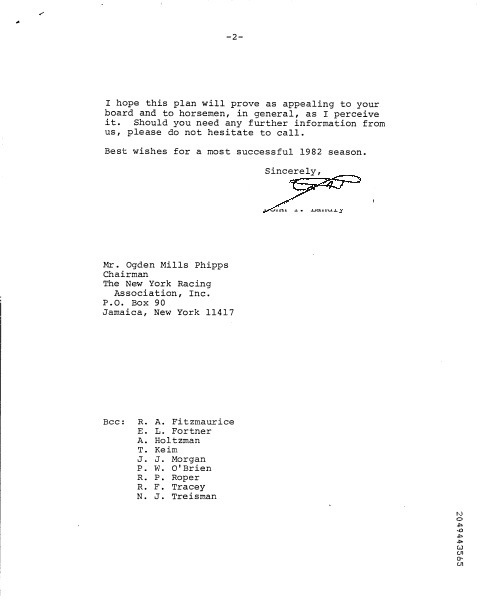 -2-
I hope this plan will prove as appealing to your
board and to horsemen, in general, as I perceive
it. Should you need any further information from
us, please do not hesitate to call.
Best wishes for a most successful 1982 season.
Sincerely,
Mr. Ogden Mills Phipps
Chairman
The New York Racing
Association, Inc.
P.O. Box 90
Jamaica, New York 11417
Bcc: R. A. Fitzmaurice
E. L. Fortner
A. Holtzman
T. Keim
J. J. Morgan
P. W. O'Brien
R. P. Roper
R. F. Tracey
N. J. Treisman
2049443565